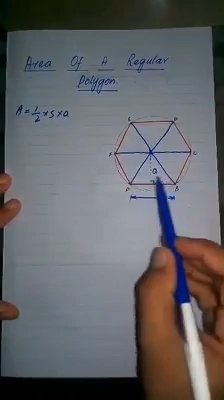 Area Of A Regular
Polygon.
A = 1/2 × s × a
E D
F C
a
B